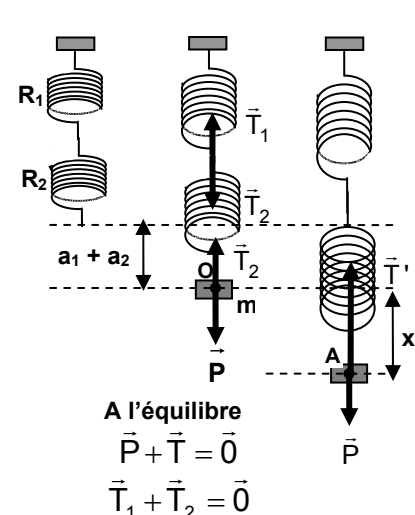 R₁
T⃗₁
R₂
T⃗₂
a₁ + a₂
O
T⃗₂
T⃗'
m
x
A
P⃗
P⃗
A l'équilibre
P⃗ + T⃗ = 0⃗
T⃗₁ + T⃗₂ = 0⃗